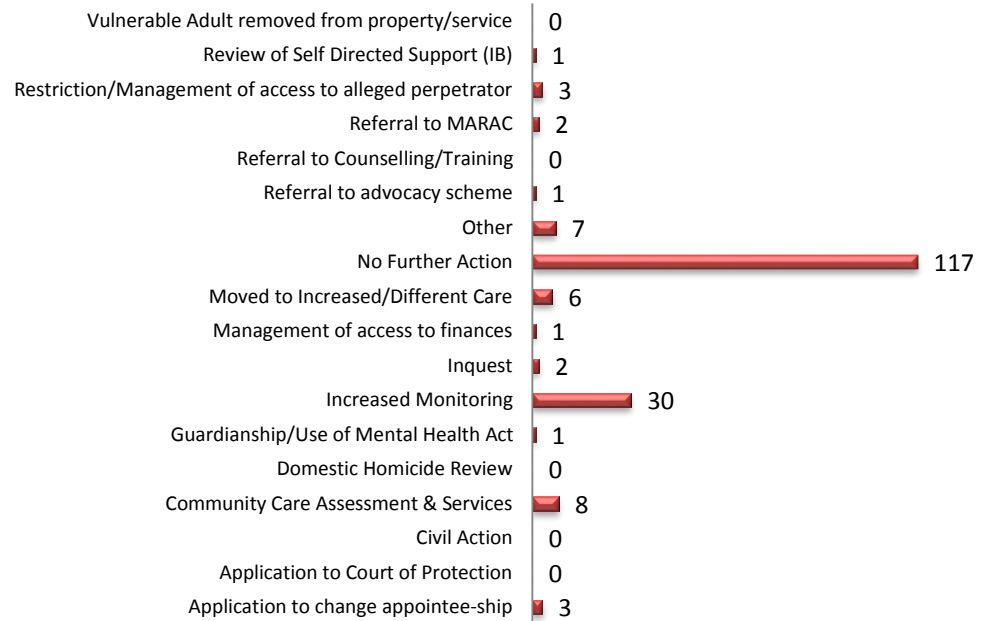 Vulnerable Adult removed from property/service 0
Review of Self Directed Support (IB) 1
Restriction/Management of access to alleged perpetrator 3
Referral to MARAC 2
Referral to Counselling/Training 0
Referral to advocacy scheme 1
Other 7
No Further Action 117
Moved to Increased/Different Care 6
Management of access to finances 1
Inquest 2
Increased Monitoring 30
Guardianship/Use of Mental Health Act 1
Domestic Homicide Review 0
Community Care Assessment & Services 8
Civil Action 0
Application to Court of Protection 0
Application to change appointee-ship 3